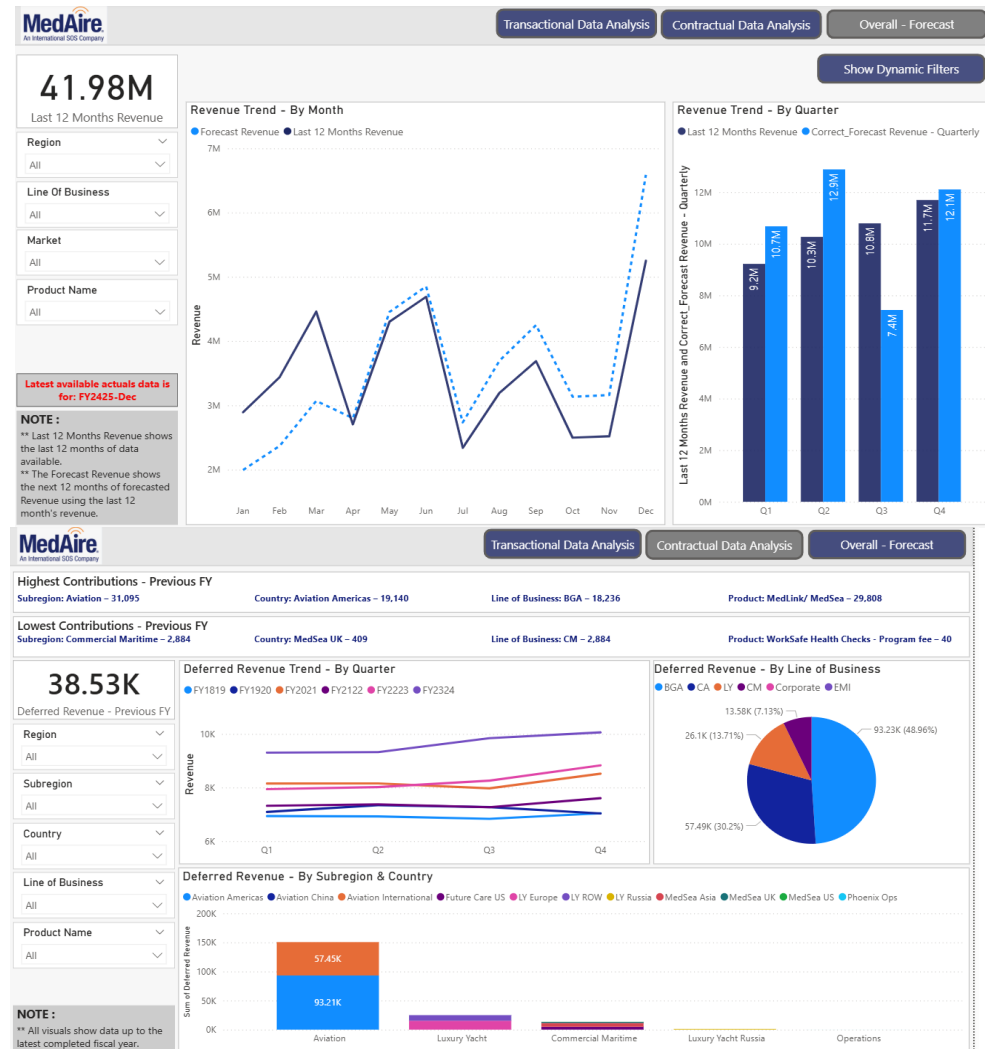 MedAire
An International SOS Company
Transactional Data Analysis
Contractual Data Analysis
Overall - Forecast
Show Dynamic Filters
41.98M
Last 12 Months Revenue
Region
All
Line Of Business
All
Market
All
Product Name
All
Latest available actuals data is
for: FY2425-Dec
NOTE :
** Last 12 Months Revenue shows
the last 12 months of data
available.
** The Forecast Revenue shows
the next 12 months of forecasted
Revenue using the last 12
month's revenue.
Revenue Trend - By Month
Forecast Revenue Last 12 Months Revenue
Revenue
7M
6M
5M
4M
3M
2M
Jan Feb Mar Apr May Jun Jul Aug Sep Oct Nov Dec
Revenue Trend - By Quarter
Last 12 Months Revenue Correct_Forecast Revenue - Quarterly
Last 12 Months Revenue and Correct_Forecast Revenue - Quarterly
12M
10M
8M
6M
4M
2M
0M
9.2M
10.7M
10.3M
12.9M
10.8M
7.4M
11.7M
12.1M
Q1 Q2 Q3 Q4
MedAire
An International SOS Company
Transactional Data Analysis
Contractual Data Analysis
Overall - Forecast
Highest Contributions - Previous FY
Subregion: Aviation – 31,095 Country: Aviation Americas – 19,140 Line of Business: BGA – 18,236 Product: MedLink/ MedSea – 29,808
Lowest Contributions - Previous FY
Subregion: Commercial Maritime – 2,884 Country: MedSea UK – 409 Line of Business: CM – 2,884 Product: WorkSafe Health Checks - Program fee – 40
38.53K
Deferred Revenue - Previous FY
Region
All
Subregion
All
Country
All
Line of Business
All
Product Name
All
NOTE :
** All visuals show data up to the
latest completed fiscal year.
Deferred Revenue Trend - By Quarter
FY1819 FY1920 FY2021 FY2122 FY2223 FY2324
Revenue
10K
8K
6K
Q1 Q2 Q3 Q4
Deferred Revenue - By Line of Business
BGA CA LY CM Corporate EMI
13.58K (7.13%)
26.1K (13.71%)
93.23K (48.96%)
57.49K (30.2%)
Deferred Revenue - By Subregion & Country
Aviation Americas Aviation China Aviation International Future Care US LY Europe LY ROW LY Russia MedSea Asia MedSea UK MedSea US Phoenix Ops
Sum of Deferred Revenue
200K
150K
100K
50K
0K
57.45K
93.21K
Aviation Luxury Yacht Commercial Maritime Luxury Yacht Russia Operations